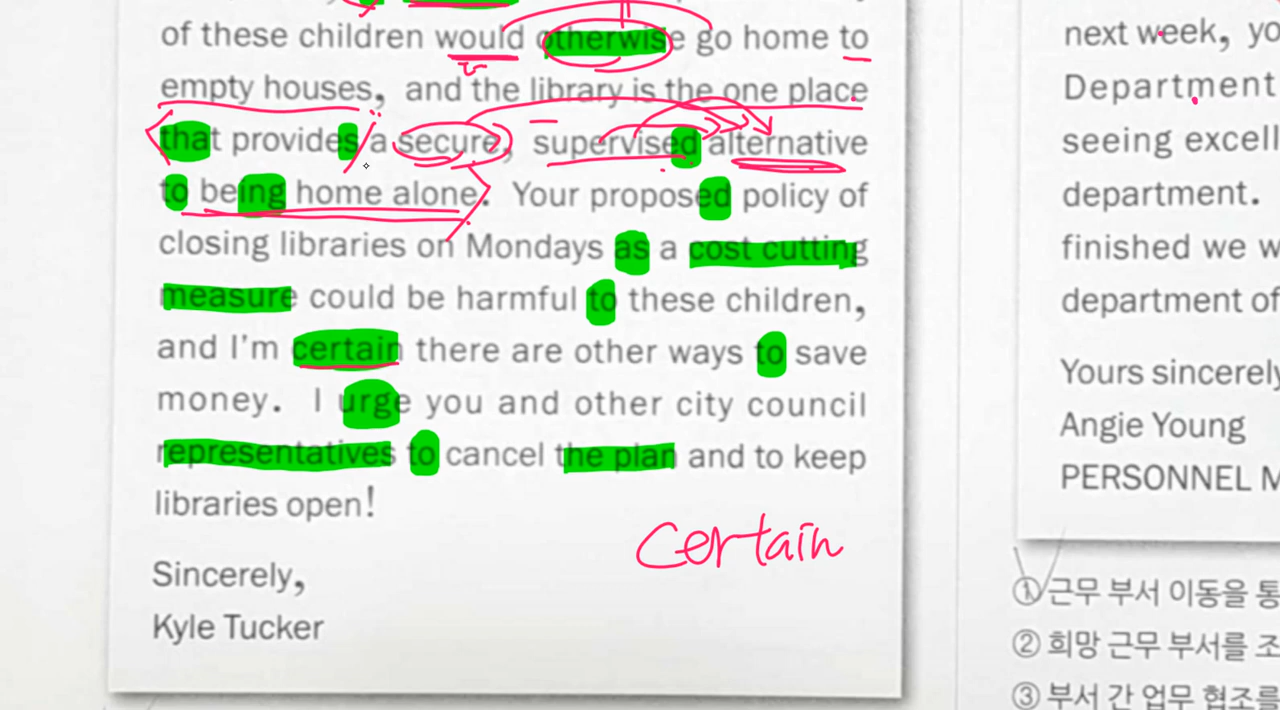 of these children would otherwise go home to
empty houses, and the library is the one place
that provides a secure, supervised alternative
to being home alone. Your proposed policy of
closing libraries on Mondays as a cost cutting
measure could be harmful to these children,
and I'm certain there are other ways to save
money. I urge you and other city council
representatives to cancel the plan and to keep
libraries open!
Certain
Sincerely,
Kyle Tucker
next week, yo
Department
seeing excell
department.
finished we w
department of
Yours sincerely
Angie Young
PERSONNEL M
① 근무 부서 이동을 통
② 희망 근무 부서를 조
③ 부서 간 업무 협조를